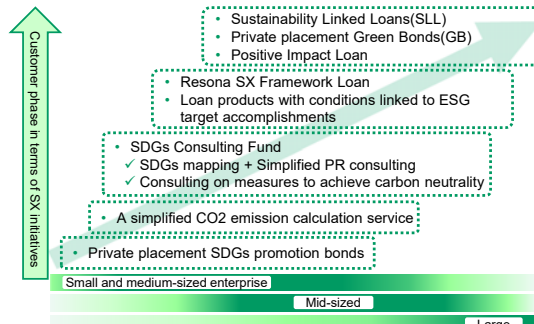 Customer phase in terms of SX initiatives
• Sustainability Linked Loans(SLL)
• Private placement Green Bonds(GB)
• Positive Impact Loan
• Resona SX Framework Loan
• Loan products with conditions linked to ESG
target accomplishments
• SDGs Consulting Fund
✓ SDGs mapping + Simplified PR consulting
✓ Consulting on measures to achieve carbon neutrality
• A simplified CO2 emission calculation service
• Private placement SDGs promotion bonds
Small and medium-sized enterprise
Mid-sized
Large